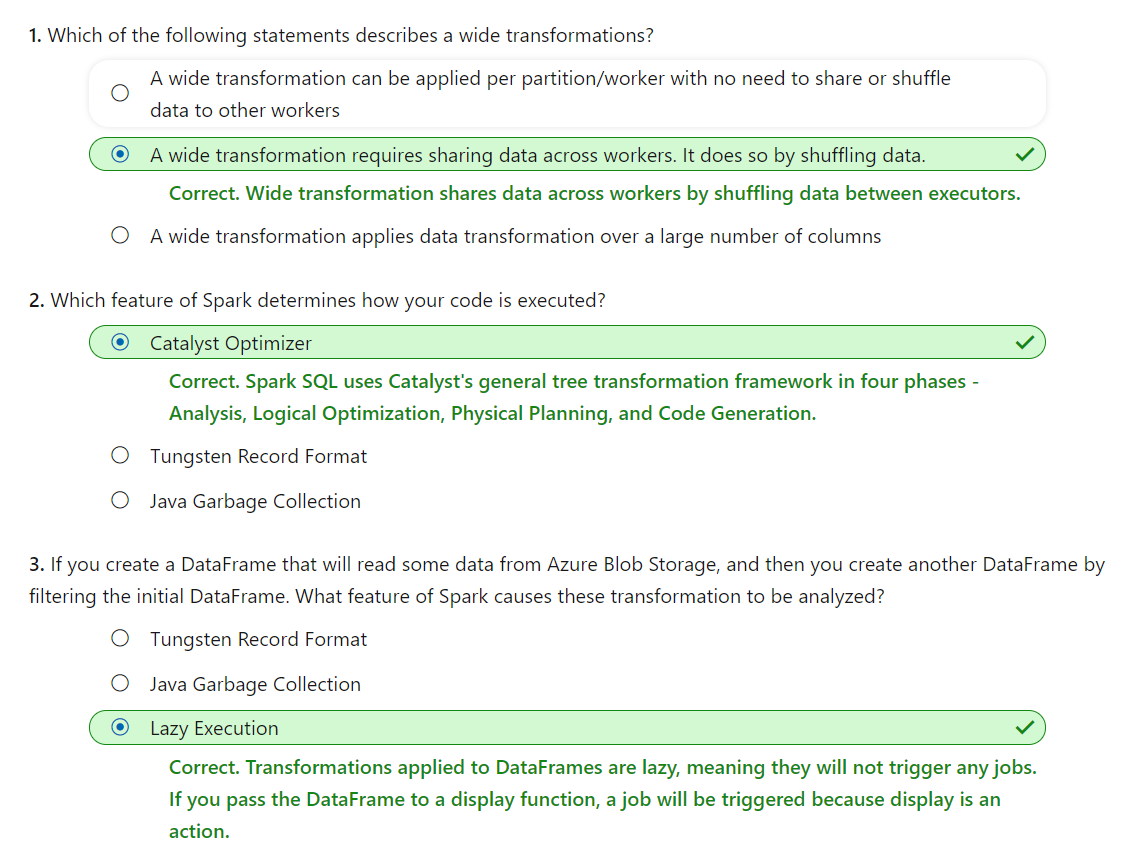 1. Which of the following statements describes a wide transformations?
A wide transformation can be applied per partition/worker with no need to share or shuffle
data to other workers
A wide transformation requires sharing data across workers. It does so by shuffling data.
Correct. Wide transformation shares data across workers by shuffling data between executors.
A wide transformation applies data transformation over a large number of columns
2. Which feature of Spark determines how your code is executed?
Catalyst Optimizer
Correct. Spark SQL uses Catalyst's general tree transformation framework in four phases -
Analysis, Logical Optimization, Physical Planning, and Code Generation.
Tungsten Record Format
Java Garbage Collection
3. If you create a DataFrame that will read some data from Azure Blob Storage, and then you create another DataFrame by
filtering the initial DataFrame. What feature of Spark causes these transformation to be analyzed?
Tungsten Record Format
Java Garbage Collection
Lazy Execution
Correct. Transformations applied to DataFrames are lazy, meaning they will not trigger any jobs.
If you pass the DataFrame to a display function, a job will be triggered because display is an
action.